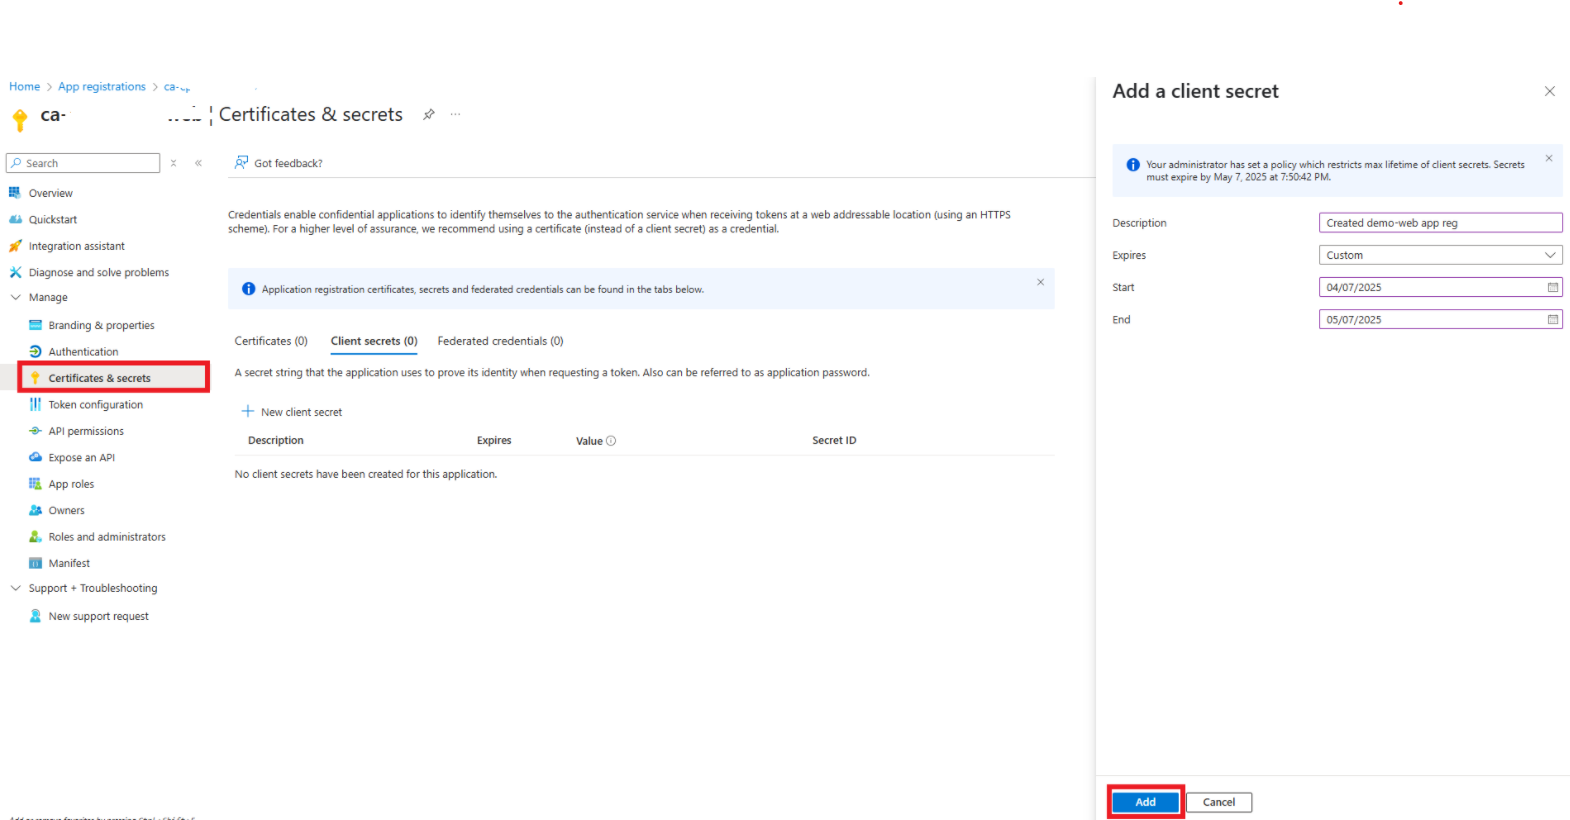 Home > App registrations > ca-
ca- | Certificates & secrets
Search
Got feedback?
Overview
Quickstart
Integration assistant
Diagnose and solve problems
Manage
Branding & properties
Authentication
Certificates & secrets
Token configuration
API permissions
Expose an API
App roles
Owners
Roles and administrators
Manifest
Support + Troubleshooting
New support request
Credentials enable confidential applications to identify themselves to the authentication service when receiving tokens at a web addressable location (using an HTTPS
scheme). For a higher level of assurance, we recommend using a certificate (instead of a client secret) as a credential.
Application registration certificates, secrets and federated credentials can be found in the tabs below.
Certificates (0) Client secrets (0) Federated credentials (0)
A secret string that the application uses to prove its identity when requesting a token. Also can be referred to as application password.
New client secret
Description Expires Value Secret ID
No client secrets have been created for this application.
Add a client secret
Your administrator has set a policy which restricts max lifetime of client secrets. Secrets
must expire by May 7, 2025 at 7:50:42 PM.
Description Created demo-web app reg
Expires Custom
Start 04/07/2025
End 05/07/2025
Add Cancel